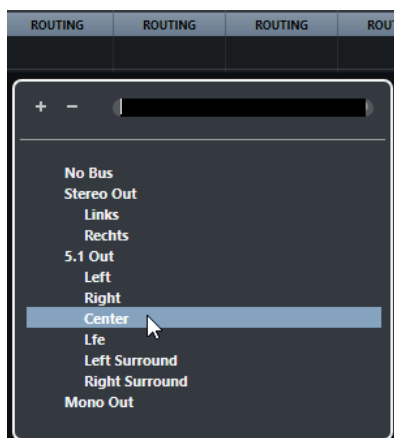 ROUTING ROUTING ROUTING
+ −
No Bus
Stereo Out
Links
Rechts
5.1 Out
Left
Right
Center
Lfe
Left Surround
Right Surround
Mono Out